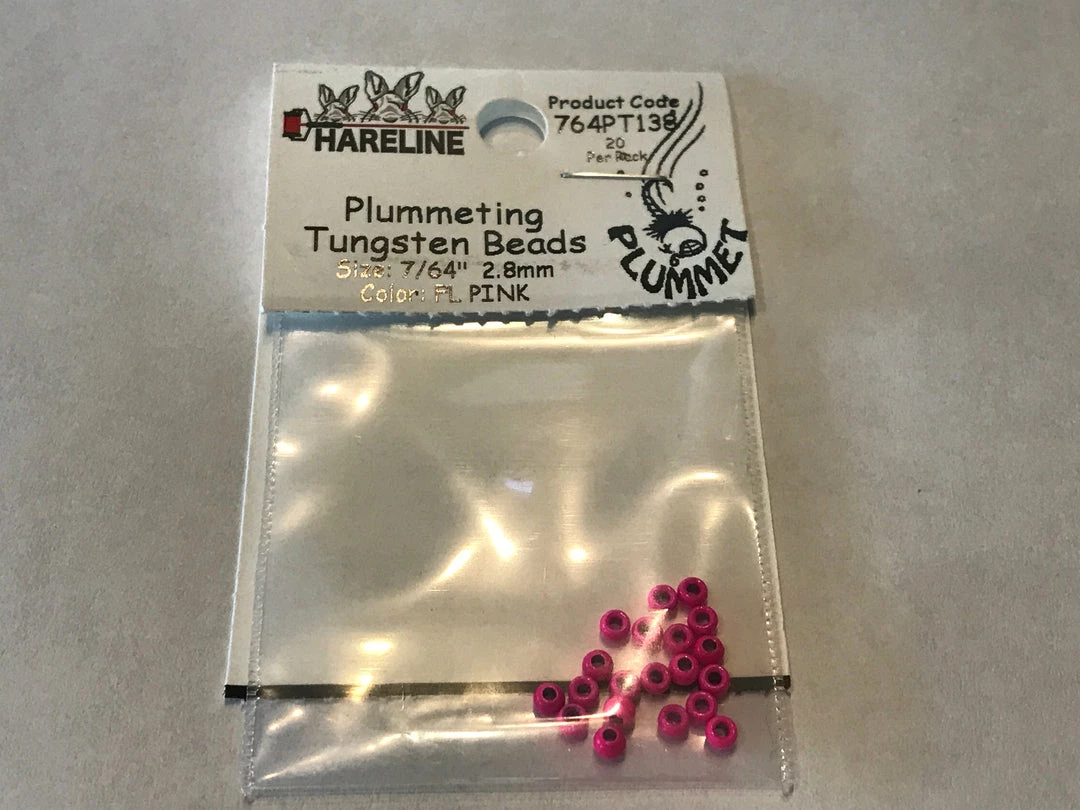 HARELINE
Product Code
764PT138
20
Per Pack
Plummeting
Tungsten Beads
Size: 7/64" 2.8mm
Color: FL PINK
PLUMMET